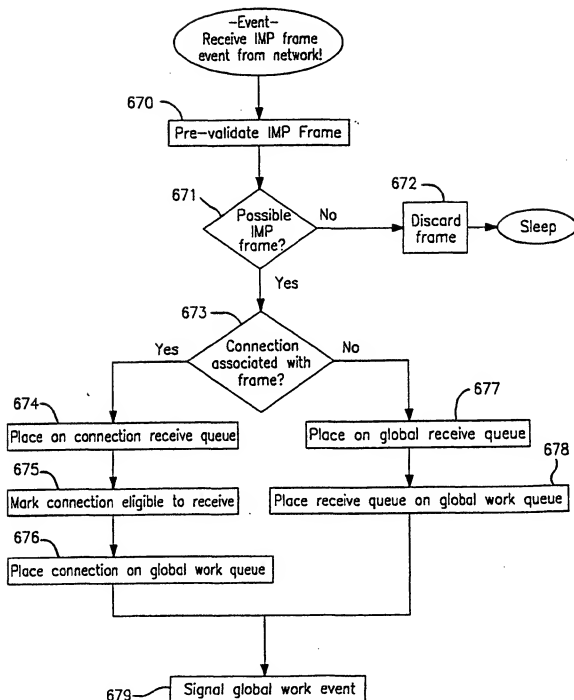 -Event-
Receive IMP frame
event from network!
670
Pre-validate IMP Frame
671
Possible
IMP
frame?
No
672
Discard
frame
Sleep
Yes
673
Connection
associated with
frame?
Yes
No
674
Place on connection receive queue
675
Mark connection eligible to receive
676
Place connection on global work queue
677
Place on global receive queue
678
Place receive queue on global work queue
679
Signal global work event